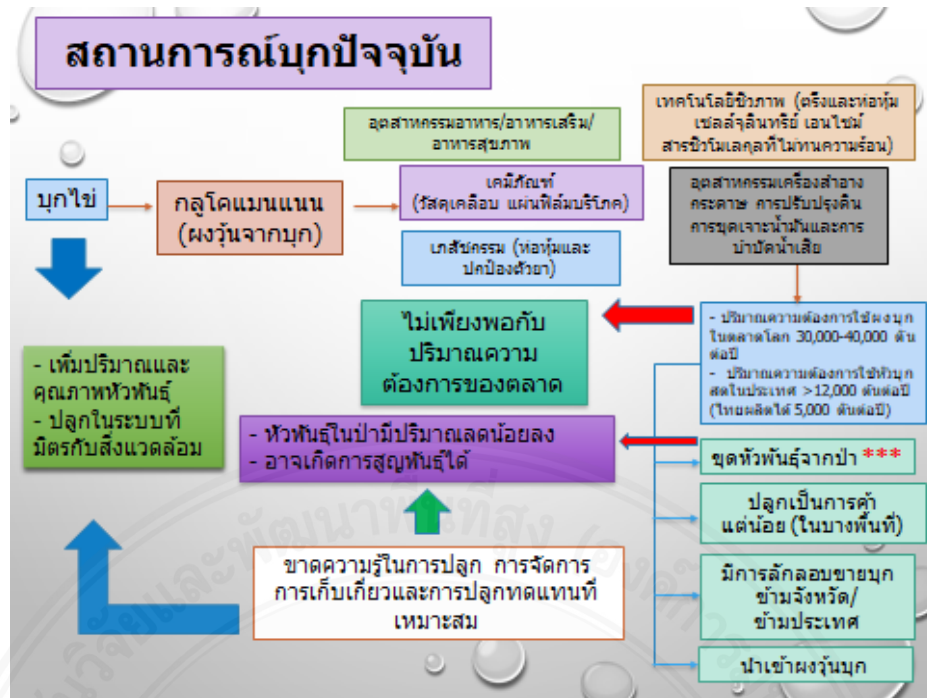 สถานการณ์บุกปัจจุบัน
อุตสาหกรรมอาหาร/อาหารเสริม/
อาหารสุขภาพ
เทคโนโลยีชีวภาพ (ตรึงและห่อหุ้ม
เซลล์จุลินทรีย์ เอนไซม์
สารชีวโมเลกุลที่ไม่ทนความร้อน)
บุกไข่
กลูโคแมนแนน
(ผงวุ้นจากบุก)
เคมีภัณฑ์
(วัสดุเคลือบ แผ่นฟิล์มบริโภค)
อุตสาหกรรมเครื่องสำอาง
กระดาษ การปรับปรุงดิน
การขุดเจาะน้ำมันและการ
บำบัดน้ำเสีย
เภสัชกรรม (ห่อหุ้มและ
ปกป้องตัวยา)
ไม่เพียงพอกับ
ปริมาณความ
ต้องการของตลาด
- ปริมาณความต้องการใช้ผงบุก
ในตลาดโลก 30,000-40,000 ตัน
ต่อปี
- ปริมาณความต้องการใช้หัวบุก
สดในประเทศ >12,000 ตันต่อปี
(ไทยผลิตได้ 5,000 ตันต่อปี)
- เพิ่มปริมาณและ
คุณภาพหัวพันธุ์
- ปลูกในระบบที่
มิตรกับสิ่งแวดล้อม
- หัวพันธุ์ในป่ามีปริมาณลดน้อยลง
- อาจเกิดการสูญพันธุ์ได้
ขุดหัวพันธุ์จากป่า ***
ปลูกเป็นการค้า
แต่น้อย (ในบางพื้นที่)
ขาดความรู้ในการปลูก การจัดการ
การเก็บเกี่ยวและการปลูกทดแทนที่
เหมาะสม
มีการลักลอบขายบุก
ข้ามจังหวัด/
ข้ามประเทศ
นำเข้าผงวุ้นบุก